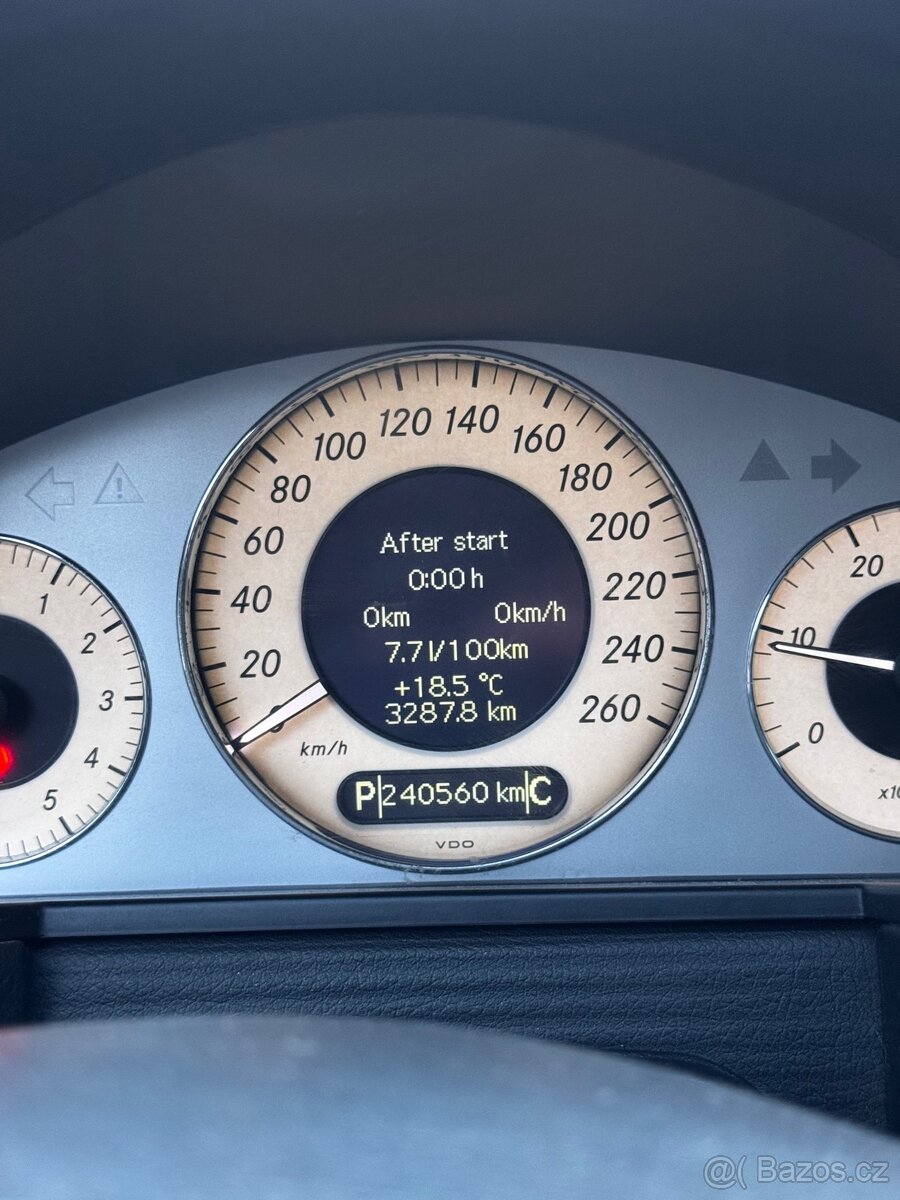 120 140
100 160
80 180
60 200
40 220
20 240
0 260
km/h
After start
0:00 h
0km 0km/h
7.7l/100km
+18.5 °C
3287.8 km
P 240560 km C
VDO
1
2
3
4
5
20
10
0
@( Bazos.cz